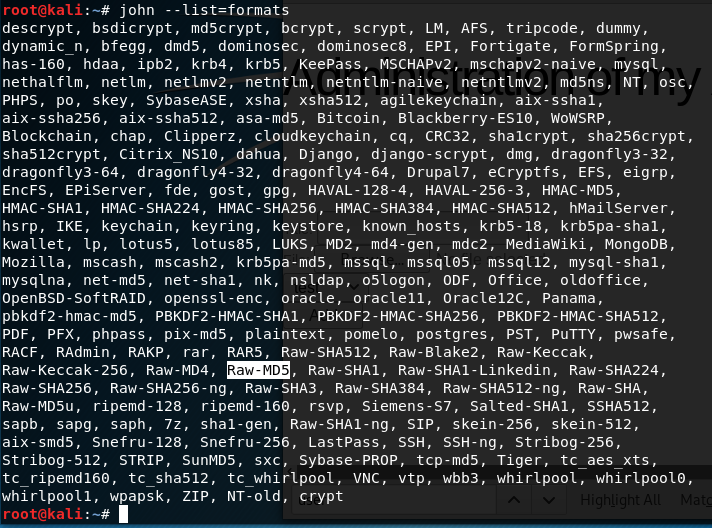 root@kali:~# john --list=formats
descrypt, bsdicrypt, md5crypt, bcrypt, scrypt, LM, AFS, tripcode, dummy,
dynamic_n, bfegg, dmd5, dominosec, dominosec8, EPI, Fortigate, FormSpring,
has-160, hdaa, ipb2, krb4, krb5, KeePass, MSCHAPv2, mschapv2-naive, mysql,
nethalflm, netlm, netlmv2, netntlm, netntlm-naive, netntlmv2, md5ns, NT, osc,
PHPS, po, skey, SybaseASE, xsha, xsha512, agilekeychain, aix-ssha1,
aix-ssha256, aix-ssha512, asa-md5, Bitcoin, Blackberry-ES10, WoWSRP,
Blockchain, chap, Clipperz, cloudkeychain, cq, CRC32, sha1crypt, sha256crypt,
sha512crypt, Citrix_NS10, dahua, Django, django-scrypt, dmg, dragonfly3-32,
dragonfly3-64, dragonfly4-32, dragonfly4-64, Drupal7, eCryptfs, EFS, eigrp,
EncFS, EPiServer, fde, gost, gpg, HAVAL-128-4, HAVAL-256-3, HMAC-MD5,
HMAC-SHA1, HMAC-SHA224, HMAC-SHA256, HMAC-SHA384, HMAC-SHA512, hMailServer,
hsrp, IKE, keychain, keyring, keystore, known_hosts, krb5-18, krb5pa-sha1,
kwallet, lp, lotus5, lotus85, LUKS, MD2, md4-gen, mdc2, MediaWiki, MongoDB,
Mozilla, mscash, mscash2, krb5pa-md5, mssql, mssql05, mssql12, mysql-sha1,
mysqlna, net-md5, net-sha1, nk, nsldap, o5logon, ODF, Office, oldoffice,
OpenBSD-SoftRAID, openssl-enc, oracle, oracle11, Oracle12C, Panama,
pbkdf2-hmac-md5, PBKDF2-HMAC-SHA1, PBKDF2-HMAC-SHA256, PBKDF2-HMAC-SHA512,
PDF, PFX, phpass, pix-md5, plaintext, pomelo, postgres, PST, PuTTY, pwsafe,
RACF, RAdmin, RAKP, rar, RAR5, Raw-SHA512, Raw-Blake2, Raw-Keccak,
Raw-Keccak-256, Raw-MD4, Raw-MD5, Raw-SHA1, Raw-SHA1-Linkedin, Raw-SHA224,
Raw-SHA256, Raw-SHA256-ng, Raw-SHA3, Raw-SHA384, Raw-SHA512-ng, Raw-SHA,
Raw-MD5u, ripemd-128, ripemd-160, rsvp, Siemens-S7, Salted-SHA1, SSHA512,
sapb, sapg, saph, 7z, sha1-gen, Raw-SHA1-ng, SIP, skein-256, skein-512,
aix-smd5, Snefru-128, Snefru-256, LastPass, SSH, SSH-ng, Stribog-256,
Stribog-512, STRIP, SunMD5, sxc, Sybase-PROP, tcp-md5, Tiger, tc_aes_xts,
tc_ripemd160, tc_sha512, tc_whirlpool, VNC, vtp, wbb3, whirlpool, whirlpool0,
whirlpool1, wpapsk, ZIP, NT-old, crypt
root@kali:~#
Administration of my
Highlight All